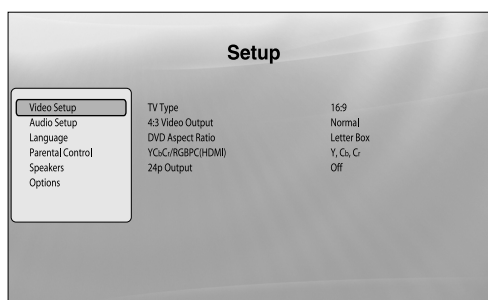 Setup
Video Setup
Audio Setup
Language
Parental Control
Speakers
Options
TV Type 16:9
4:3 Video Output Normal
DVD Aspect Ratio Letter Box
YCbCr/RGBPC(HDMI) Y, Cb, Cr
24p Output Off